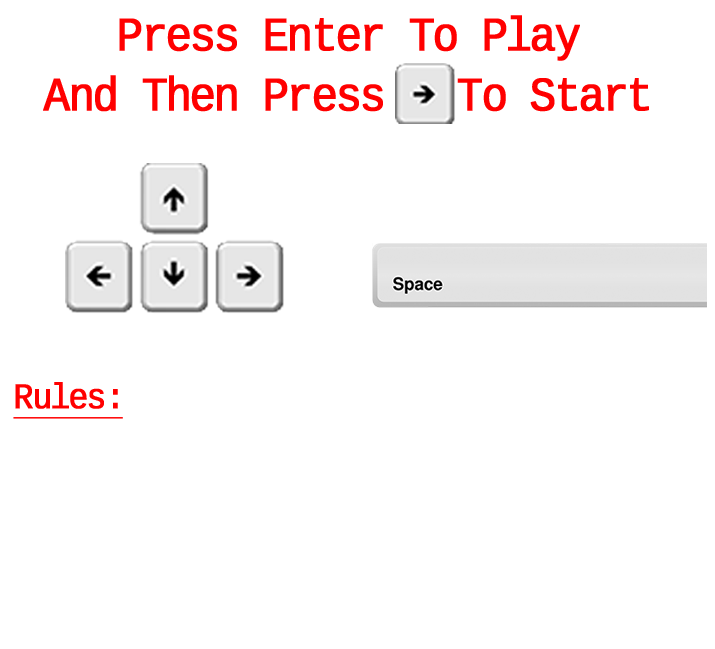 Press Enter To Play
And Then Press → To Start
↑
← ↓ →
Space
Rules: